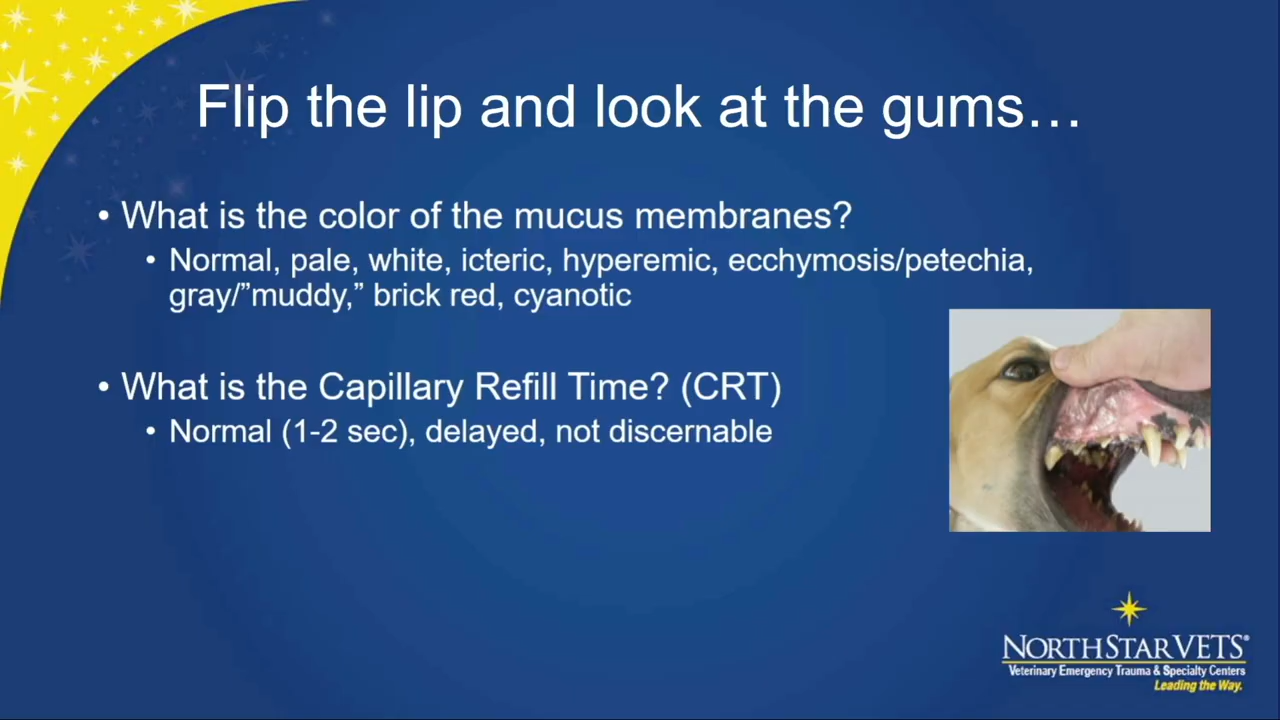 Flip the lip and look at the gums…
• What is the color of the mucus membranes?
• Normal, pale, white, icteric, hyperemic, ecchymosis/petechia,
gray/”muddy,” brick red, cyanotic
• What is the Capillary Refill Time? (CRT)
• Normal (1-2 sec), delayed, not discernable
NORTHSTAR VETS®
Veterinary Emergency Trauma & Specialty Centers
Leading the Way.